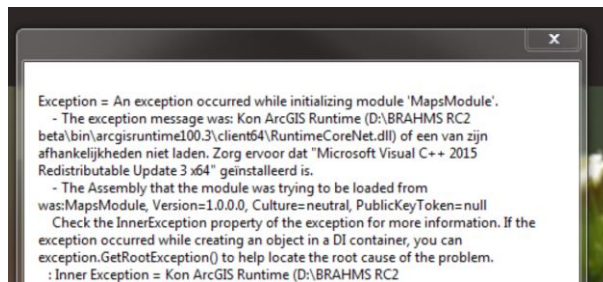 Exception = An exception occurred while initializing module 'MapsModule'.
- The exception message was: Kon ArcGIS Runtime (D:\BRAHMS RC2
beta\bin\arcgisruntime100.3\client64\RuntimeCoreNet.dll) of een van zijn
afhankelijkheden niet laden. Zorg ervoor dat "Microsoft Visual C++ 2015
Redistributable Update 3 x64" geïnstalleerd is.
- The Assembly that the module was trying to be loaded from
was:MapsModule, Version=1.0.0.0, Culture=neutral, PublicKeyToken=null
Check the InnerException property of the exception for more information. If the
exception occurred while creating an object in a DI container, you can
exception.GetRootException() to help locate the root cause of the problem.
: Inner Exception = Kon ArcGIS Runtime (D:\BRAHMS RC2